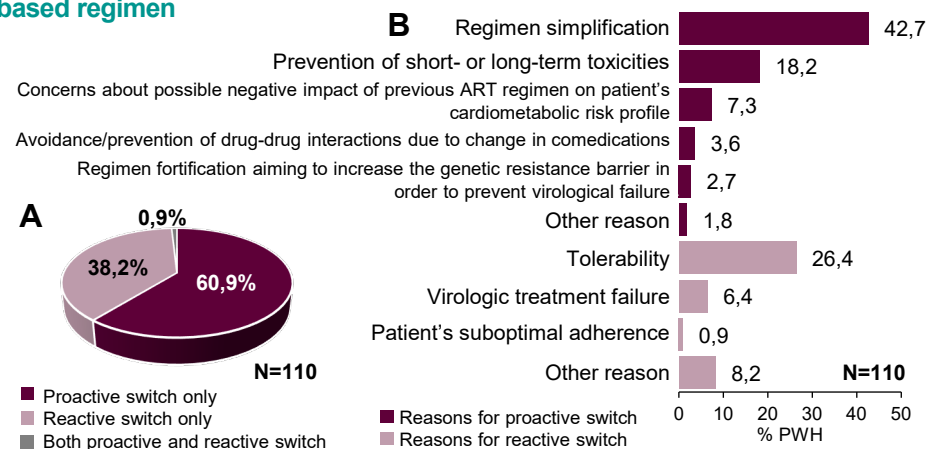 based regimen
A
0,9%
38,2%
60,9%
N=110
Proactive switch only
Reactive switch only
Both proactive and reactive switch
B
Regimen simplification
42,7
Prevention of short- or long-term toxicities
18,2
Concerns about possible negative impact of previous ART regimen on patient's
cardiometabolic risk profile
7,3
Avoidance/prevention of drug-drug interactions due to change in comedications
3,6
Regimen fortification aiming to increase the genetic resistance barrier in
order to prevent virological failure
2,7
Other reason
1,8
Tolerability
26,4
Virologic treatment failure
6,4
Patient's suboptimal adherence
0,9
Other reason
8,2
N=110
0 10 20 30 40 50
% PWH
Reasons for proactive switch
Reasons for reactive switch